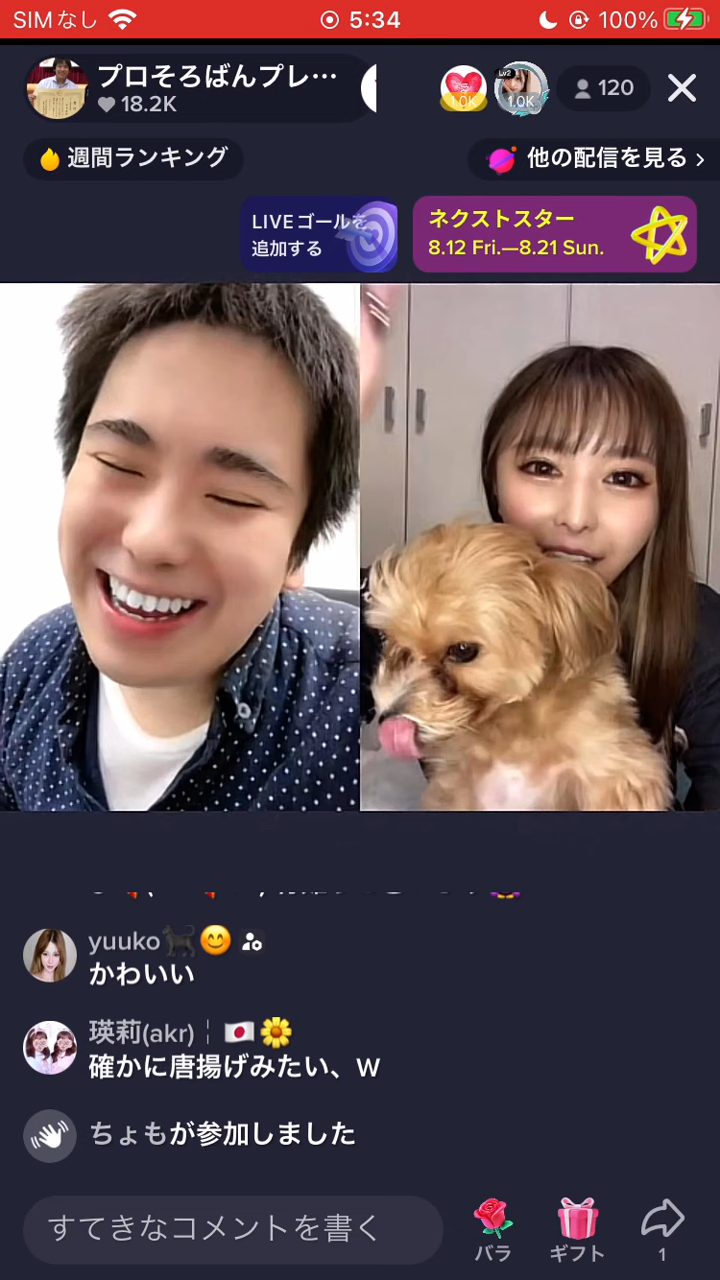 SIMなし 5:34 100%
プロそろばんプレ…
18.2K
1.0K
Lv2
1.0K
120
週間ランキング
他の配信を見る
LIVEゴールを
追加する
ネクストスター
8.12 Fri.—8.21 Sun.
yuuko
かわいい
瑛莉(akr)
確かに唐揚げみたい、w
ちょもが参加しました
すてきなコメントを書く
バラ
ギフト
1